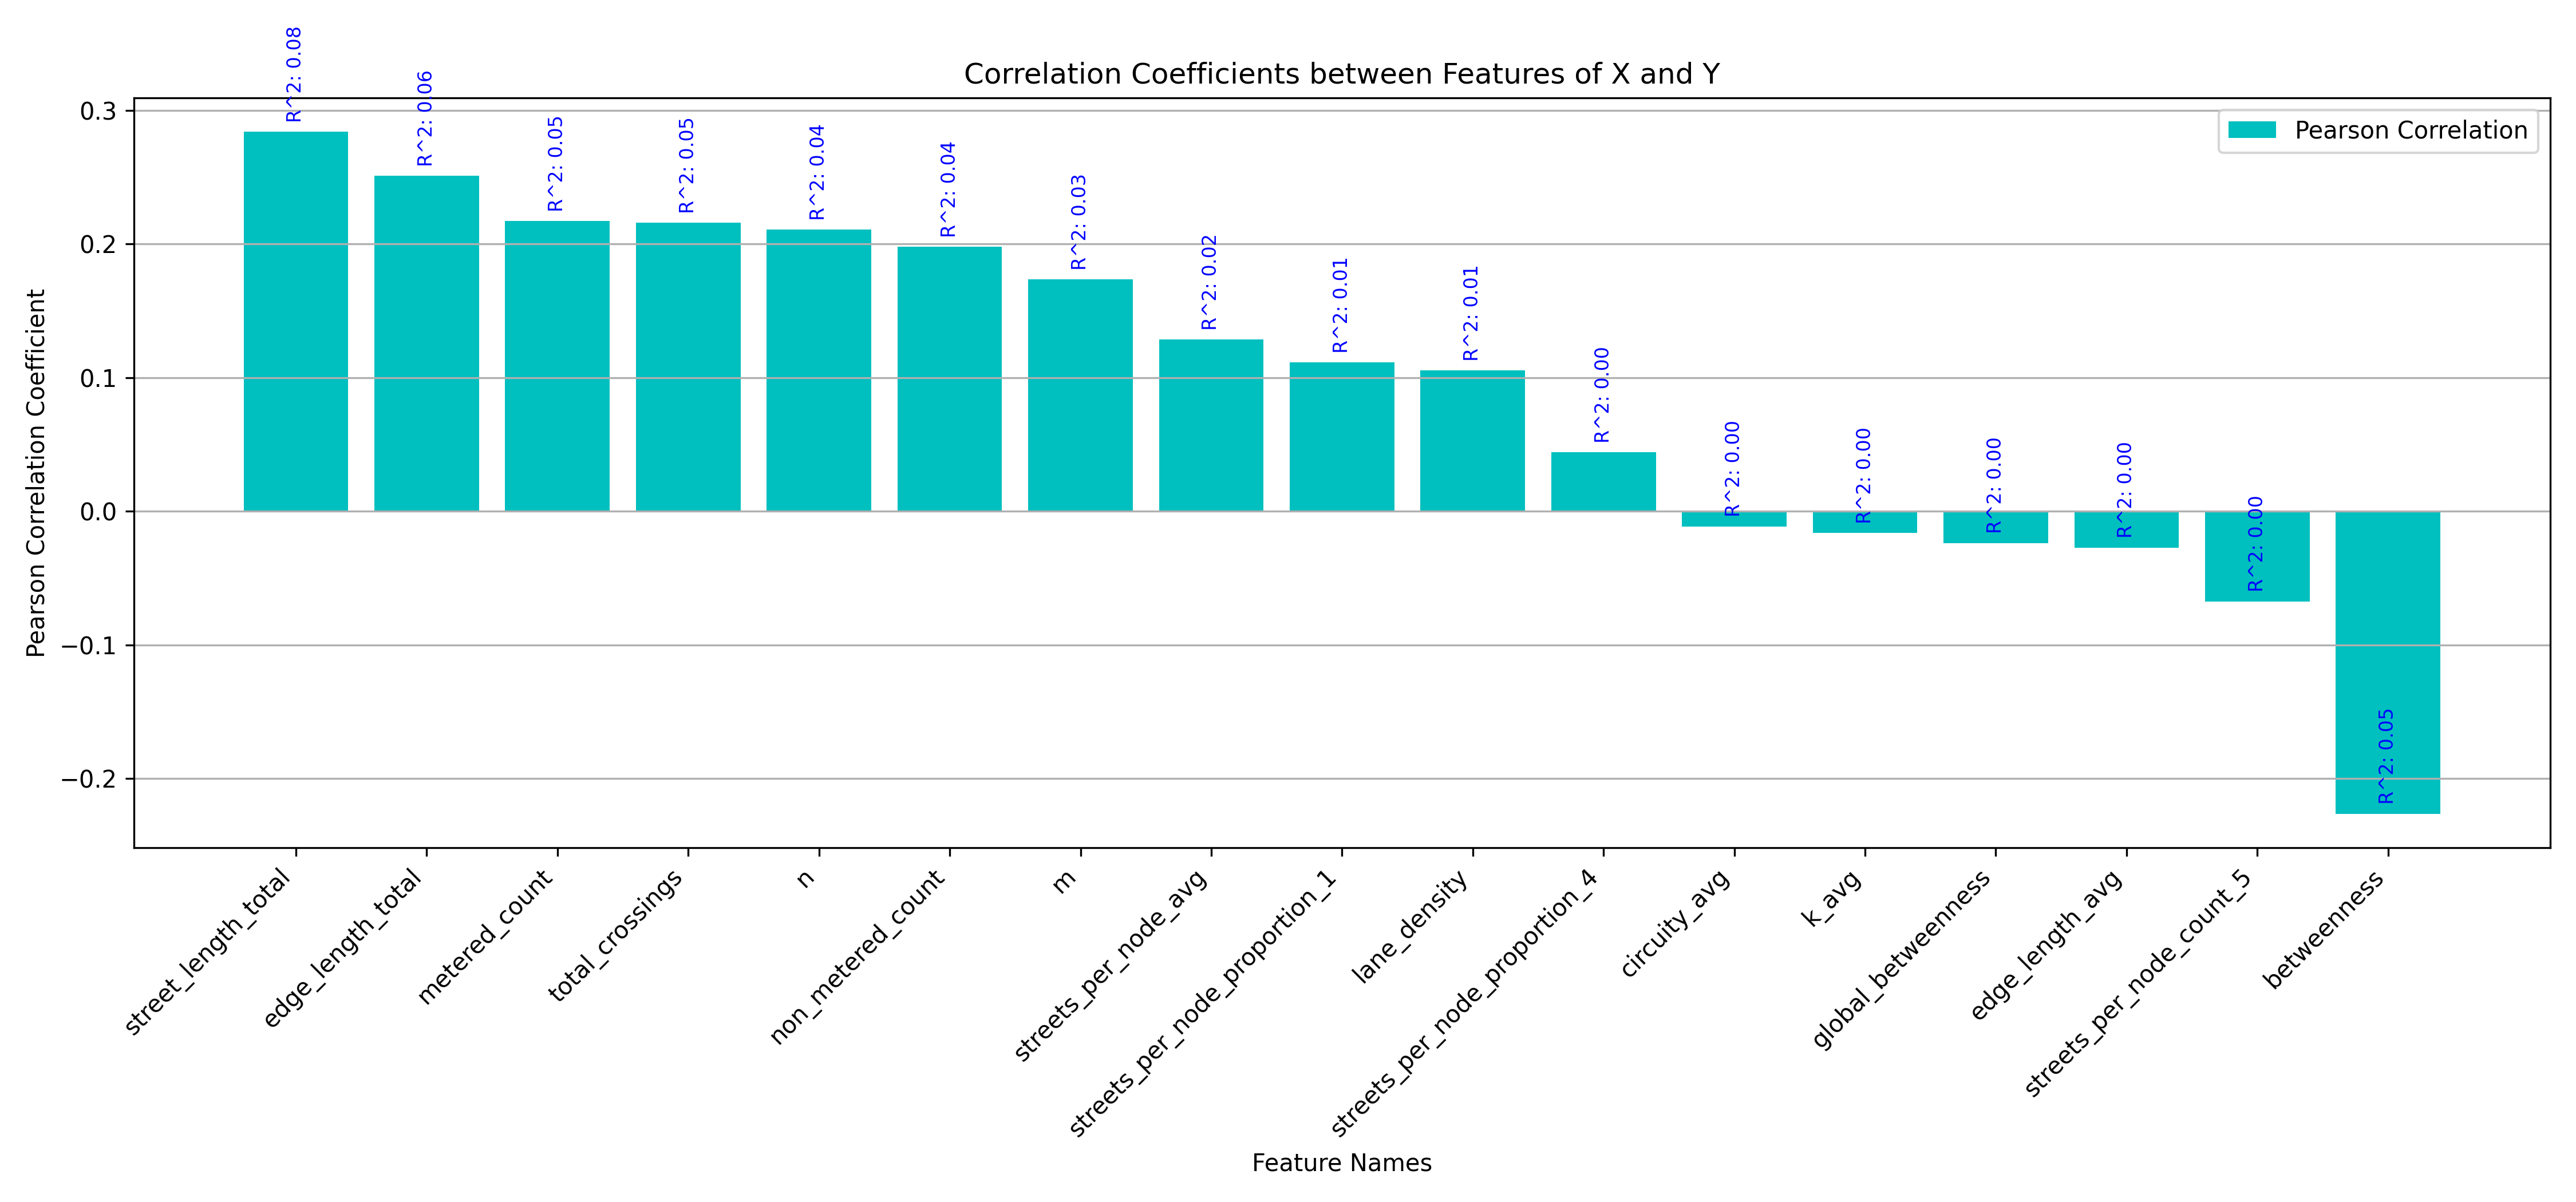 Correlation Coefficients between Features of X and Y
Pearson Correlation
Pearson Correlation Coefficient
0.3
0.2
0.1
0.0
−0.1
−0.2
R^2: 0.08
R^2: 0.06
R^2: 0.05
R^2: 0.05
R^2: 0.04
R^2: 0.04
R^2: 0.03
R^2: 0.02
R^2: 0.01
R^2: 0.01
R^2: 0.00
R^2: 0.00
R^2: 0.00
R^2: 0.00
R^2: 0.00
R^2: 0.00
R^2: 0.05
street_length_total
edge_length_total
metered_count
total_crossings
n
non_metered_count
m
streets_per_node_avg
streets_per_node_proportion_1
lane_density
streets_per_node_proportion_4
circuity_avg
k_avg
global_betweenness
edge_length_avg
streets_per_node_count_5
betweenness
Feature Names